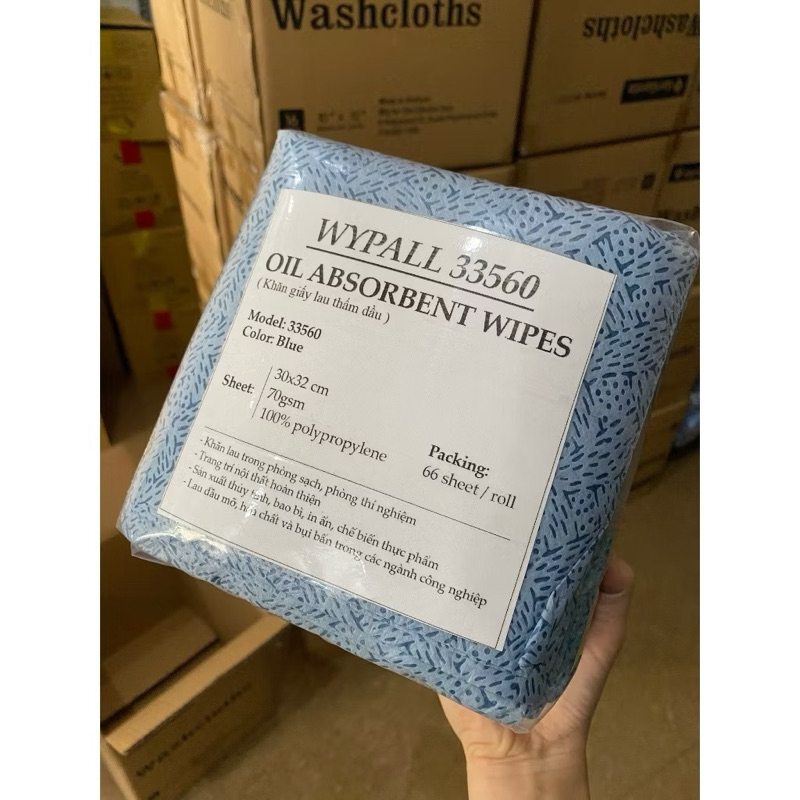 Washcloths
Washcloths
WYPALL 33560
OIL ABSORBENT WIPES
( Khăn giấy lau thấm dầu )
Model: 33560
Color: Blue
Sheet:
30x32 cm
70gsm
100% polypropylene
Packing:
66 sheet / roll
- Khăn lau trong phòng sạch, phòng thí nghiệm
- Trang trí nội thất hoàn thiện
- Sản xuất thủy tinh, bao bì, in ấn, chế biến thực phẩm
- Lau dầu mỡ, hóa chất và bụi bẩn trong các ngành công nghiệp
Washcloths